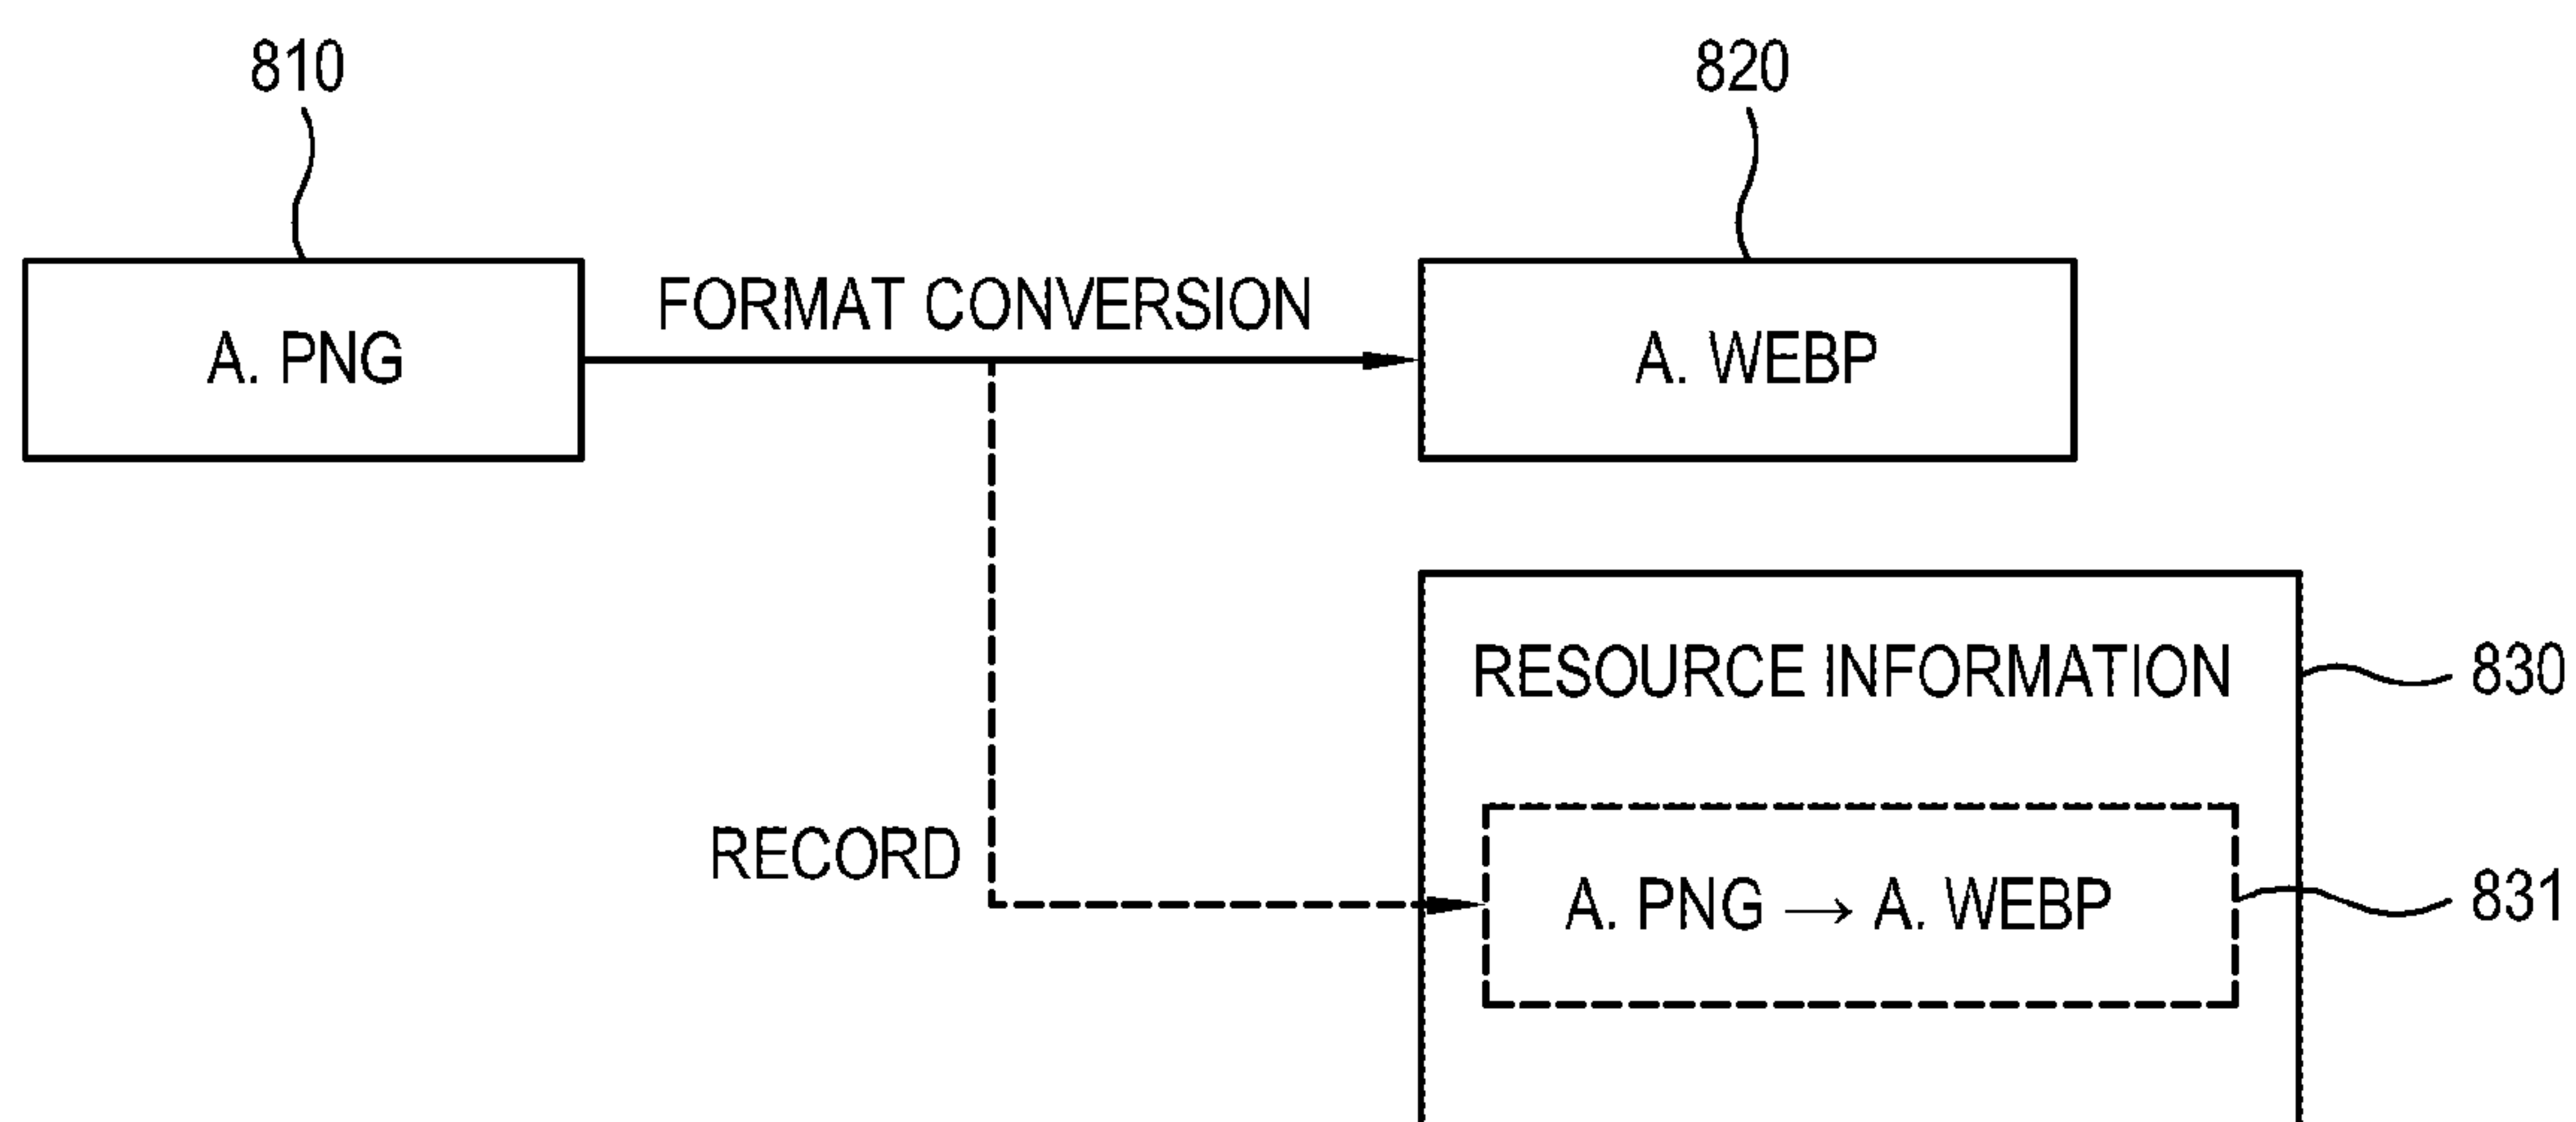 810
820
A. PNG
FORMAT CONVERSION
A. WEBP
RESOURCE INFORMATION
830
RECORD
A. PNG → A. WEBP
831